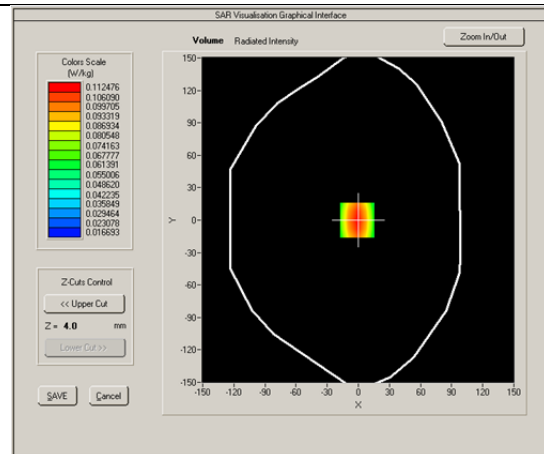 SAR Visualisation Graphical Interface
Volume Radiated Intensity
Zoom In/Out
Colors Scale
(W/kg)
0.112476
0.106090
0.099705
0.093319
0.086934
0.080548
0.074163
0.067777
0.061391
0.055006
0.048620
0.042235
0.035849
0.029464
0.023078
0.016693
Z-Cuts Control
<< Upper Cut
Z = 4.0 mm
Lower Cut >>
SAVE Cancel
150-
120-
90-
60-
30-
0-
-30-
-60-
-90-
-120-
-150-
Y
-150 -120 -90 -60 -30 0 30 60 90 120 150
X